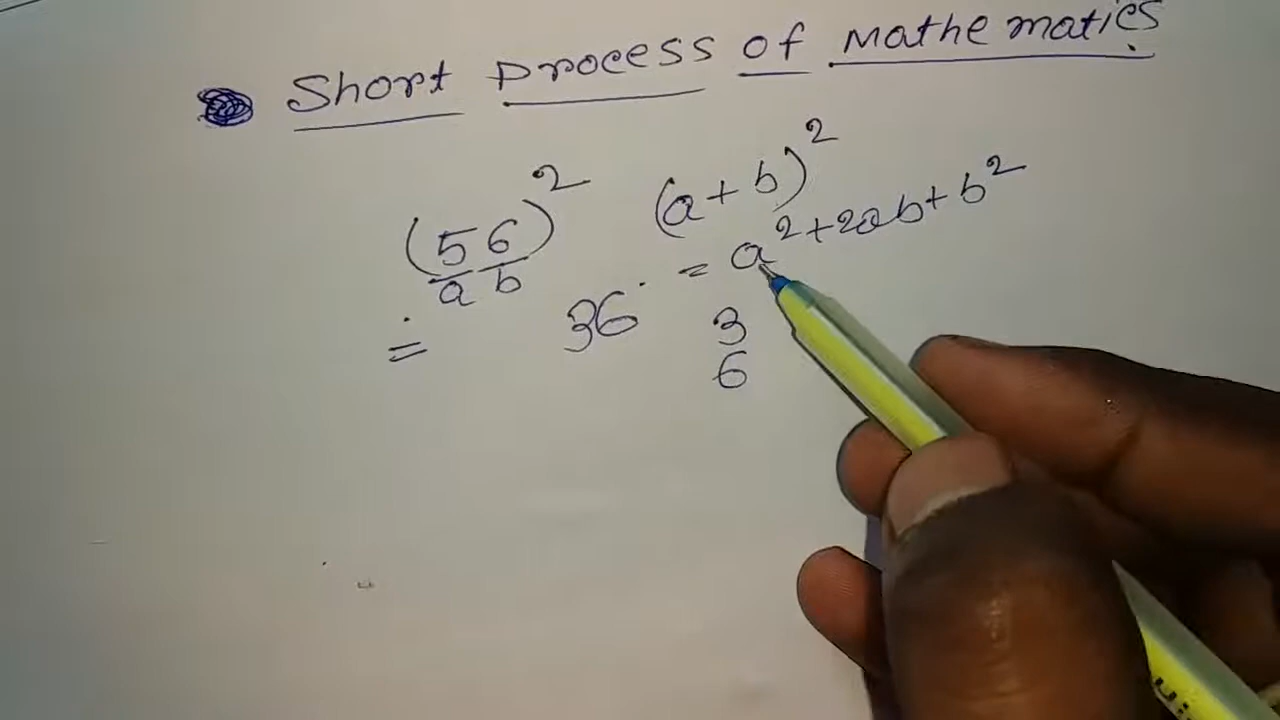 Short Process of Mathematics
(56)² (a+b)²
a b = a²+2ab+b²
= 36 3
6